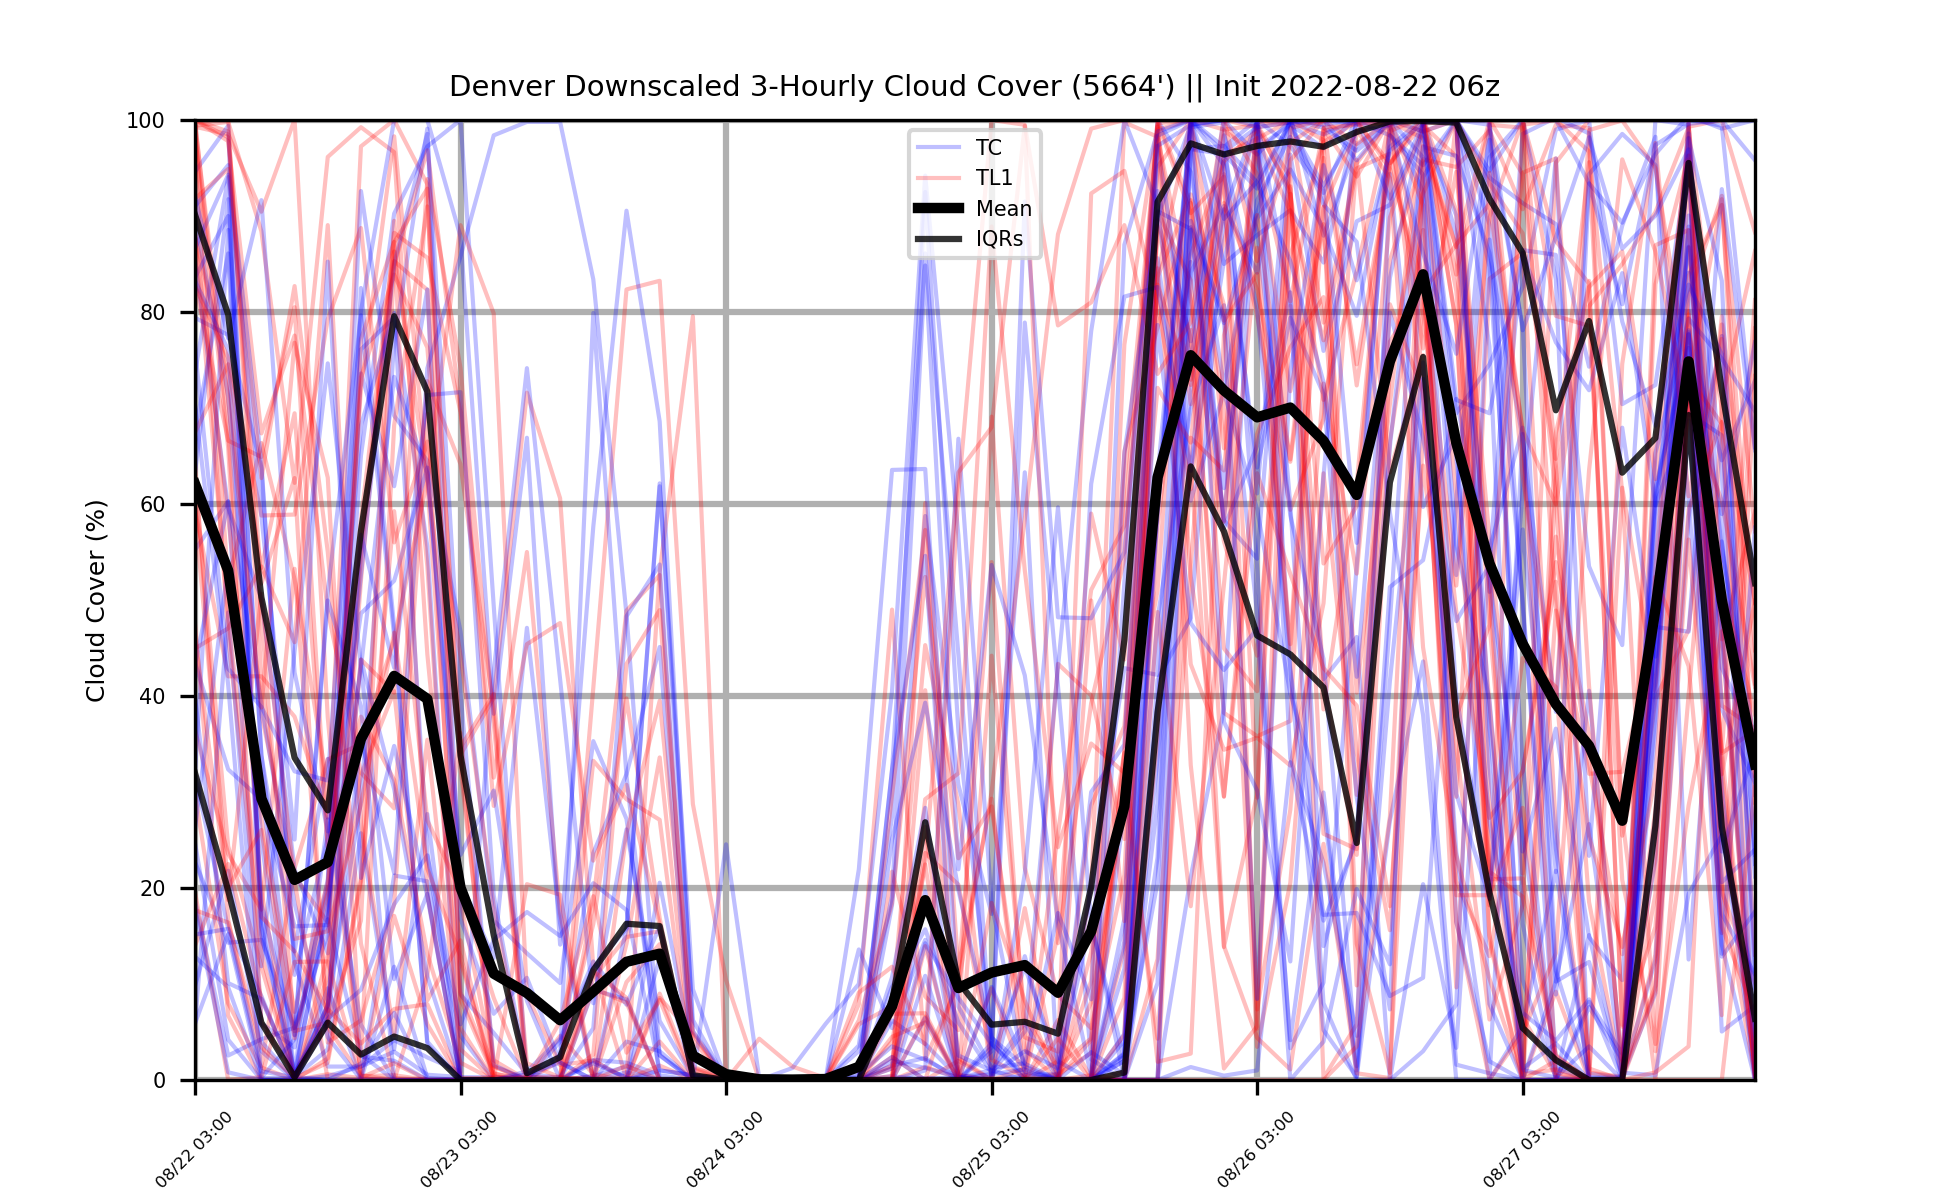 Denver Downscaled 3-Hourly Cloud Cover (5664') || Init 2022-08-22 06z
TC
TL1
Mean
IQRs
Cloud Cover (%)
100
80
60
40
20
0
08/22 03:00
08/23 03:00
08/24 03:00
08/25 03:00
08/26 03:00
08/27 03:00